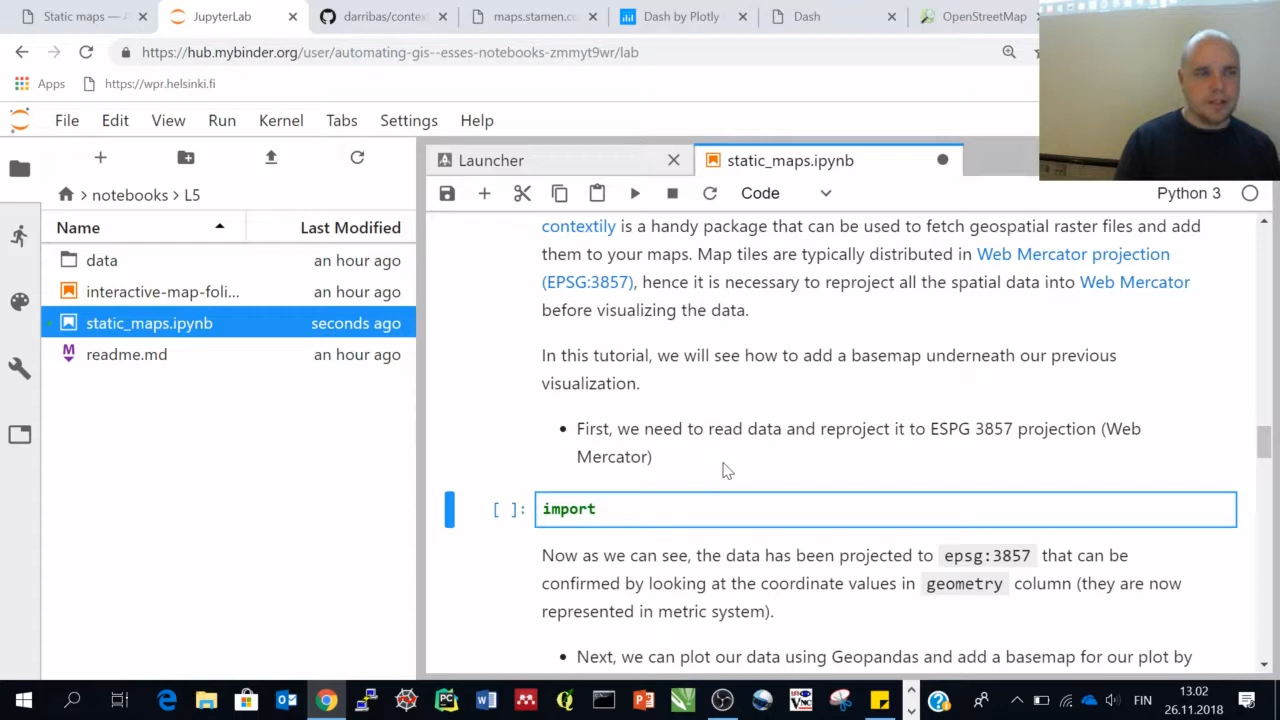 Static maps —
JupyterLab
darribas/contex
maps.stamen.co
Dash by Plotly
Dash
OpenStreetMap
https://hub.mybinder.org/user/automating-gis--esses-notebooks-zmmyt9wr/lab
Apps
https://wpr.helsinki.fi
File Edit View Run Kernel Tabs Settings Help
Launcher
static_maps.ipynb
Code
Python 3
notebooks
L5
Name
Last Modified
data
an hour ago
interactive-map-foli...
an hour ago
static_maps.ipynb
seconds ago
readme.md
an hour ago
contextily is a handy package that can be used to fetch geospatial raster files and add
them to your maps. Map tiles are typically distributed in Web Mercator projection
(EPSG:3857), hence it is necessary to reproject all the spatial data into Web Mercator
before visualizing the data.
In this tutorial, we will see how to add a basemap underneath our previous
visualization.
• First, we need to read data and reproject it to ESPG 3857 projection (Web
Mercator)
[ ]: import
Now as we can see, the data has been projected to epsg:3857 that can be
confirmed by looking at the coordinate values in geometry column (they are now
represented in metric system).
• Next, we can plot our data using Geopandas and add a basemap for our plot by
FIN
13.02
26.11.2018